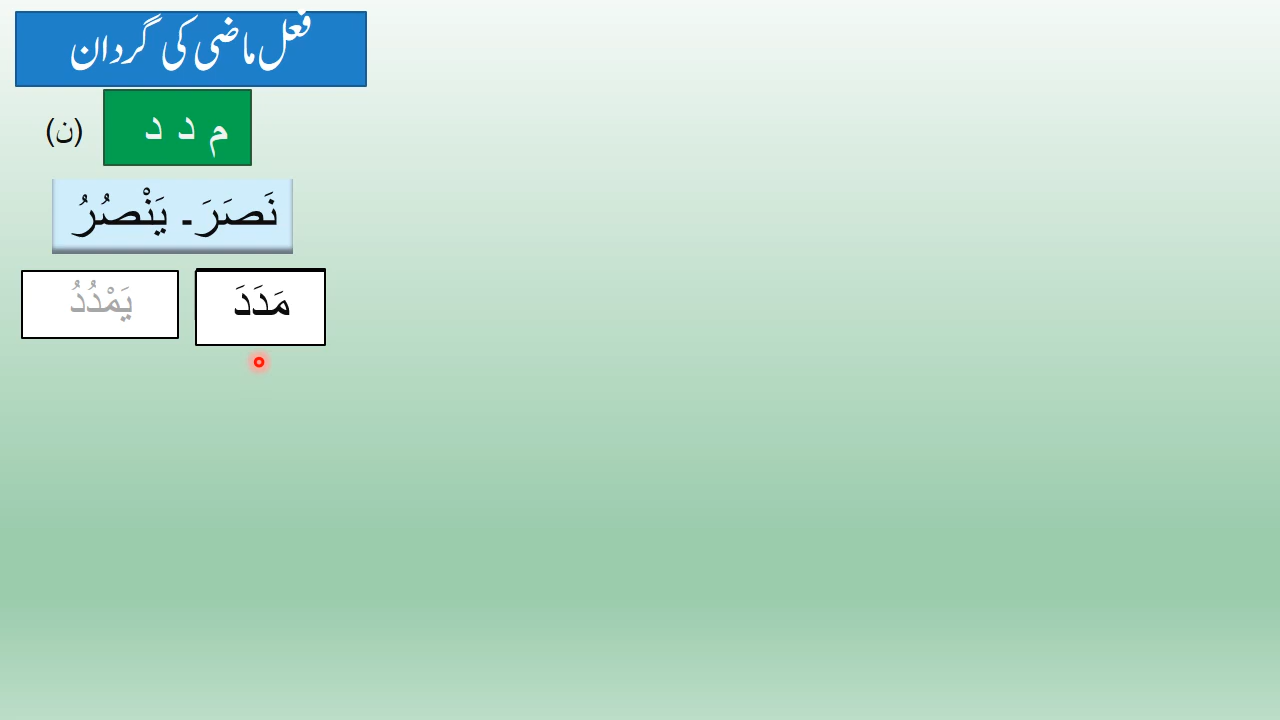 فعل ماضی کی گردان
م د د (ن)
نَصَرَ۔ يَنْصُرُ
مَدَدَ يَمْدُدُ